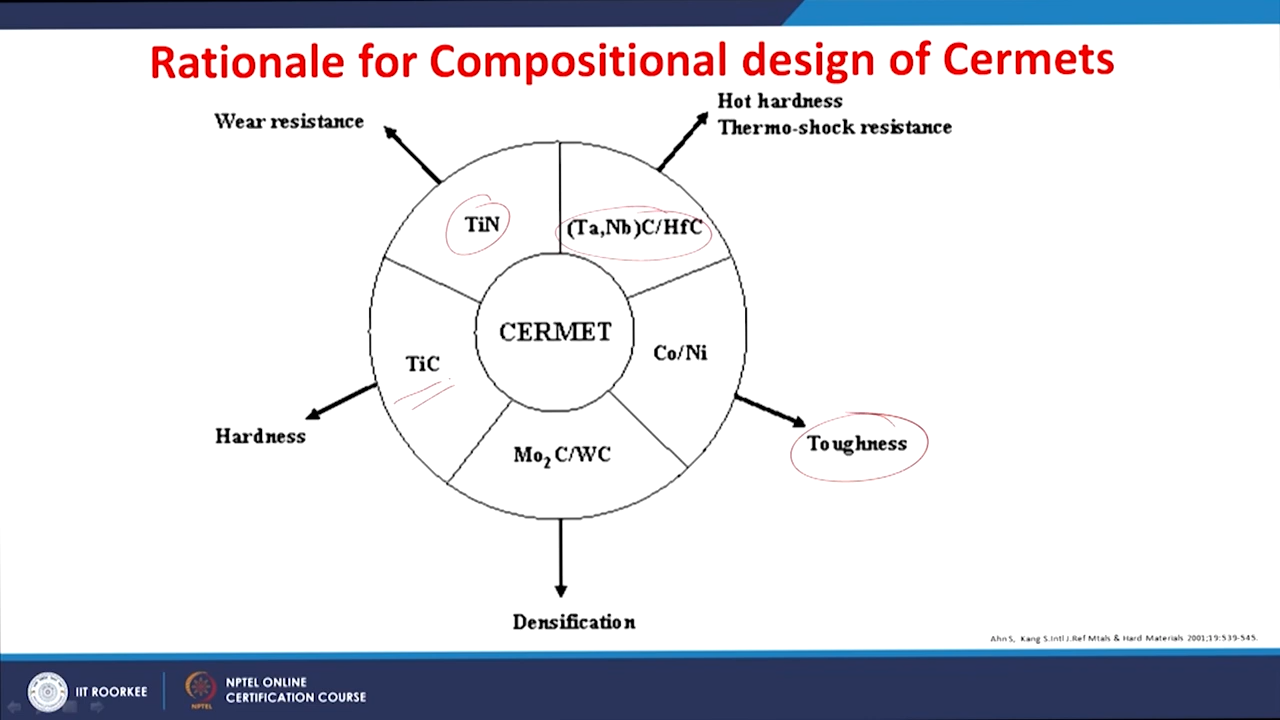 Rationale for Compositional design of Cermets
Wear resistance
Hot hardness
Thermo-shock resistance
TiN
(Ta,Nb)C/HfC
CERMET
TiC
Co/Ni
Hardness
Mo2 C/WC
Toughness
Densification
Ahn S, Kang S.Intl J.Ref Mtals & Hard Materials 2001;19:539-545.
IIT ROORKEE
NPTEL
NPTEL ONLINE
CERTIFICATION COURSE